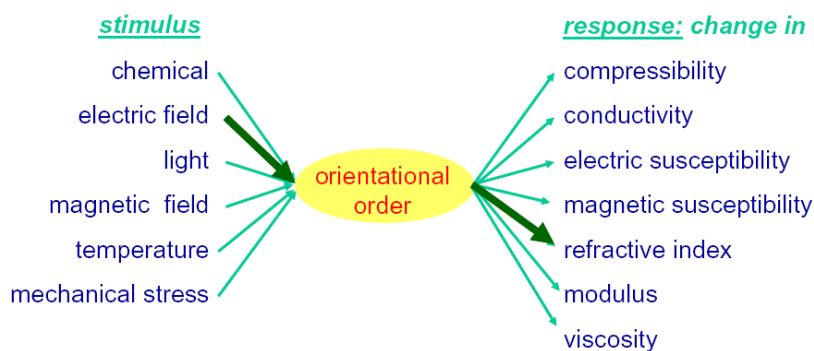 stimulus
chemical
electric field
light
magnetic field
temperature
mechanical stress
orientational
order
response: change in
compressibility
conductivity
electric susceptibility
magnetic susceptibility
refractive index
modulus
viscosity